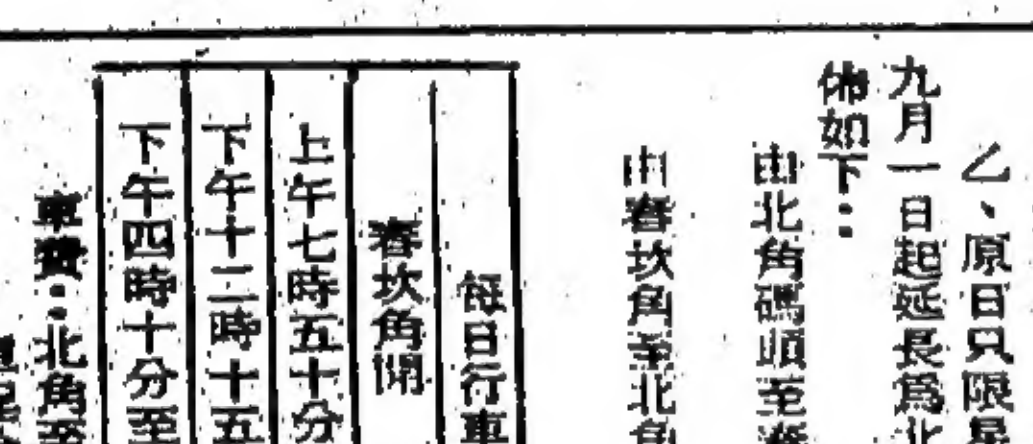 乙、原日只限
九月一日起延長爲北
佛如下：
由北角碼頭至
由春坎角至北角
每日行車
春坎角開
上午七時五十分
下午十二時十五
下午四時十分至
車費：北角至